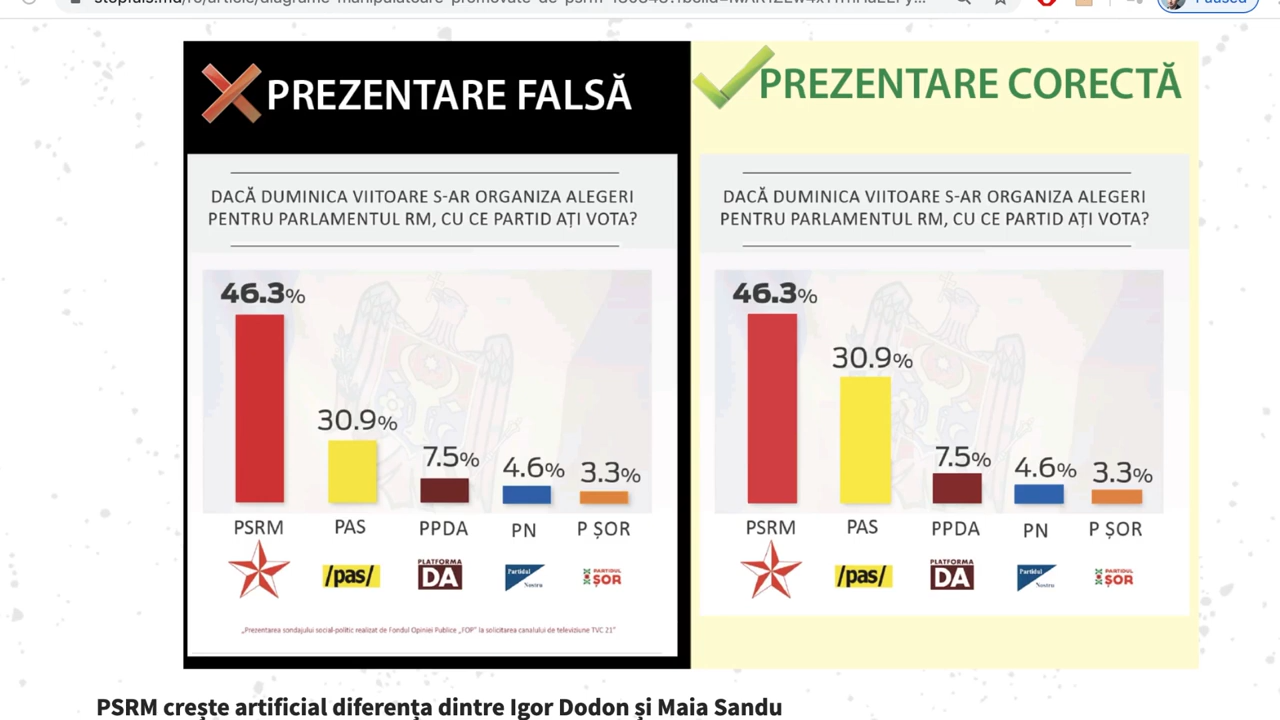 PREZENTARE FALSĂ
DACĂ DUMINICA VIITOARE S-AR ORGANIZA ALEGERI
PENTRU PARLAMENTUL RM, CU CE PARTID AȚI VOTA?
46.3%
30.9%
7.5%
4.6%
3.3%
PSRM
PAS
PPDA
PN
P ȘOR
/pas/
PLATFORMA
DA
Partidul
Nostru
PARTIDUL
ȘOR
„Prezentarea sondajului social-politic realizat de Fondul Opiniei Publice „FOP” la solicitarea canalului de televiziune TVC 21”
PREZENTARE CORECTĂ
DACĂ DUMINICA VIITOARE S-AR ORGANIZA ALEGERI
PENTRU PARLAMENTUL RM, CU CE PARTID AȚI VOTA?
46.3%
30.9%
7.5%
4.6%
3.3%
PSRM
PAS
PPDA
PN
P ȘOR
/pas/
PLATFORMA
DA
Partidul
Nostru
PARTIDUL
ȘOR
PSRM crește artificial diferența dintre Igor Dodon și Maia Sandu